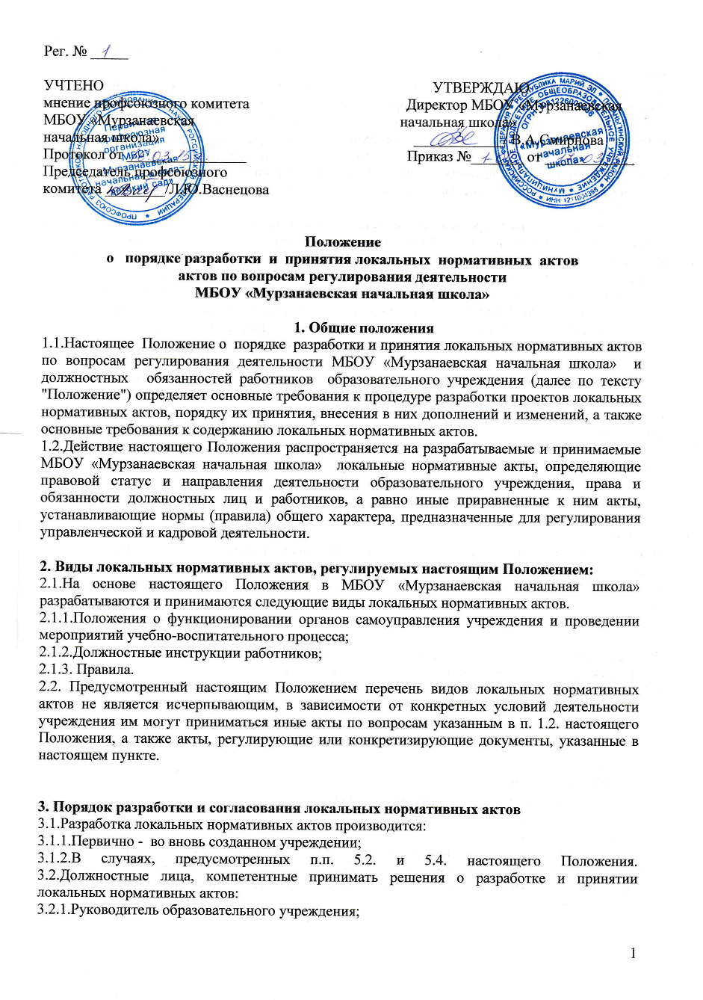 Рег. № 1
УЧТЕНО
мнение профсоюзного комитета
МБОУ «Мурзанаевская
начальная школа»
Протокол от
Председатель профсоюзного
комитета /Л.Ю.Васнецова
УТВЕРЖДАЮ
Директор МБОУ «Мурзанаевская
начальная школа»
В.А.Смирнова
Приказ № от
Первичная
профсоюзная
организация
МБОУ
«Мурзанаевская
начальная школа-
детский сад»
«Мурзанаевская
начальная
школа»
Положение
о порядке разработки и принятия локальных нормативных актов
актов по вопросам регулирования деятельности
МБОУ «Мурзанаевская начальная школа»
1. Общие положения
1.1.Настоящее Положение о порядке разработки и принятия локальных нормативных актов
по вопросам регулирования деятельности МБОУ «Мурзанаевская начальная школа» и
должностных обязанностей работников образовательного учреждения (далее по тексту
"Положение") определяет основные требования к процедуре разработки проектов локальных
нормативных актов, порядку их принятия, внесения в них дополнений и изменений, а также
основные требования к содержанию локальных нормативных актов.
1.2.Действие настоящего Положения распространяется на разрабатываемые и принимаемые
МБОУ «Мурзанаевская начальная школа» локальные нормативные акты, определяющие
правовой статус и направления деятельности образовательного учреждения, права и
обязанности должностных лиц и работников, а равно иные приравненные к ним акты,
устанавливающие нормы (правила) общего характера, предназначенные для регулирования
управленческой и кадровой деятельности.
2. Виды локальных нормативных актов, регулируемых настоящим Положением:
2.1.На основе настоящего Положения в МБОУ «Мурзанаевская начальная школа»
разрабатываются и принимаются следующие виды локальных нормативных актов.
2.1.1.Положения о функционировании органов самоуправления учреждения и проведении
мероприятий учебно-воспитательного процесса;
2.1.2.Должностные инструкции работников;
2.1.3. Правила.
2.2. Предусмотренный настоящим Положением перечень видов локальных нормативных
актов не является исчерпывающим, в зависимости от конкретных условий деятельности
учреждения им могут приниматься иные акты по вопросам указанным в п. 1.2. настоящего
Положения, а также акты, регулирующие или конкретизирующие документы, указанные в
настоящем пункте.
3. Порядок разработки и согласования локальных нормативных актов
3.1.Разработка локальных нормативных актов производится:
3.1.1.Первично - во вновь созданном учреждении;
3.1.2.В случаях, предусмотренных п.п. 5.2. и 5.4. настоящего Положения.
3.2.Должностные лица, компетентные принимать решения о разработке и принятии
локальных нормативных актов:
3.2.1.Руководитель образовательного учреждения;
1